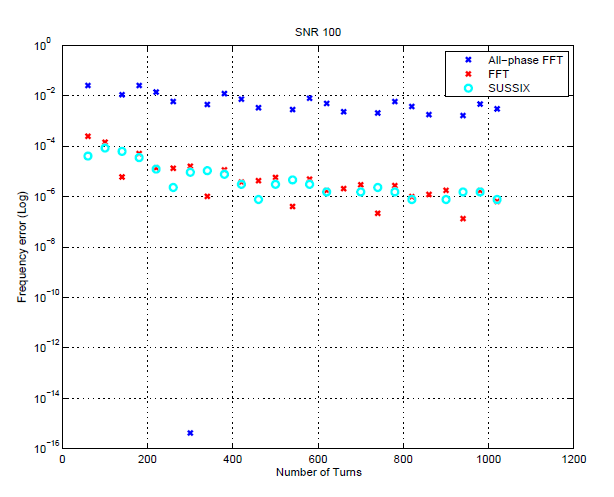 SNR 100
All-phase FFT
FFT
SUSSIX
Frequency error (Log)
10^0
10^-2
10^-4
10^-6
10^-8
10^-10
10^-12
10^-14
10^-16
0 200 400 600 800 1000 1200
Number of Turns